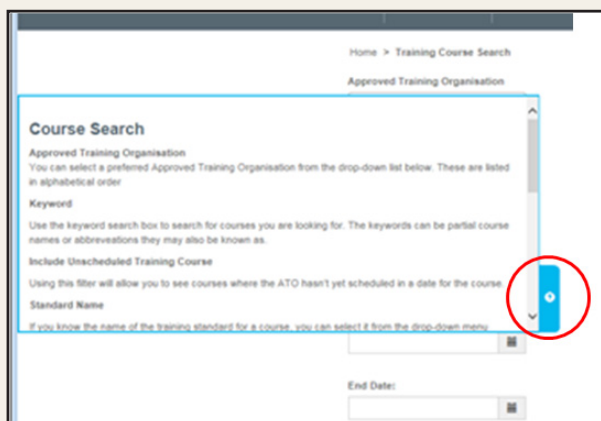 Home > Training Course Search
Approved Training Organisation
Course Search
Approved Training Organisation
You can select a preferred Approved Training Organisation from the drop-down list below. These are listed
in alphabetical order
Keyword
Use the keyword search box to search for courses you are looking for. The keywords can be partial course
names or abbreveations they may also be known as.
Include Unscheduled Training Course
Using this filter will allow you to see courses where the ATO hasn't yet scheduled in a date for the course.
Standard Name
If you know the name of the training standard for a course, you can select it from the drop-down menu
End Date: